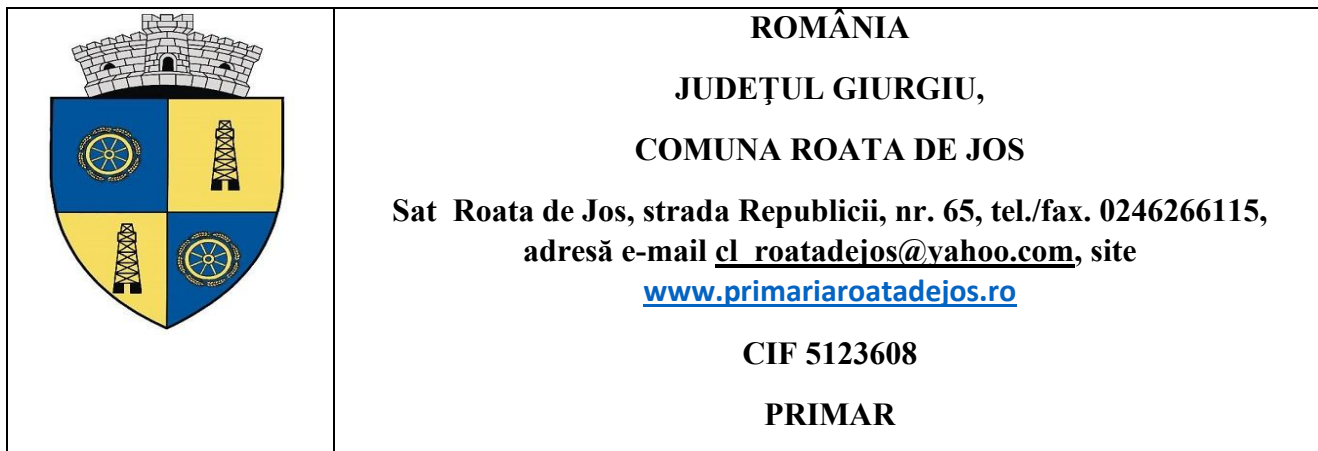 ROMÂNIA
JUDEŢUL GIURGIU,
COMUNA ROATA DE JOS
Sat Roata de Jos, strada Republicii, nr. 65, tel./fax. 0246266115,
adresă e-mail cl_roatadejos@yahoo.com, site
www.primariaroatadejos.ro
CIF 5123608
PRIMAR